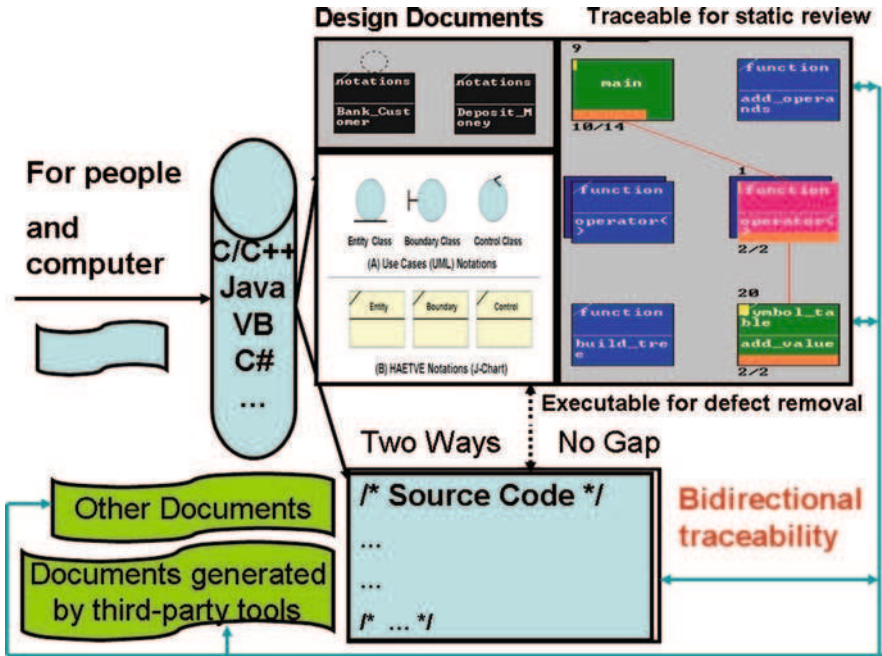 Design Documents
Traceable for static review
notations
Bank_Cust
omer
notations
Deposit_M
oney
9
main
10/14
function
add_opera
nds
function
operator<
>
1
function
operator<
>
2/2
function
build_tre
e
20
ymbol_ta
ble
add_value
2/2
Entity Class
Boundary Class
Control Class
(A) Use Cases (UML) Notations
Entity
Boundary
Control
(B) HAETVE Notations (J-Chart)
For people
and
computer
C/C++
Java
VB
C#
...
Executable for defect removal
Two Ways
No Gap
/* Source Code */
...
...
/* ... */
Bidirectional
traceability
Other Documents
Documents generated
by third-party tools